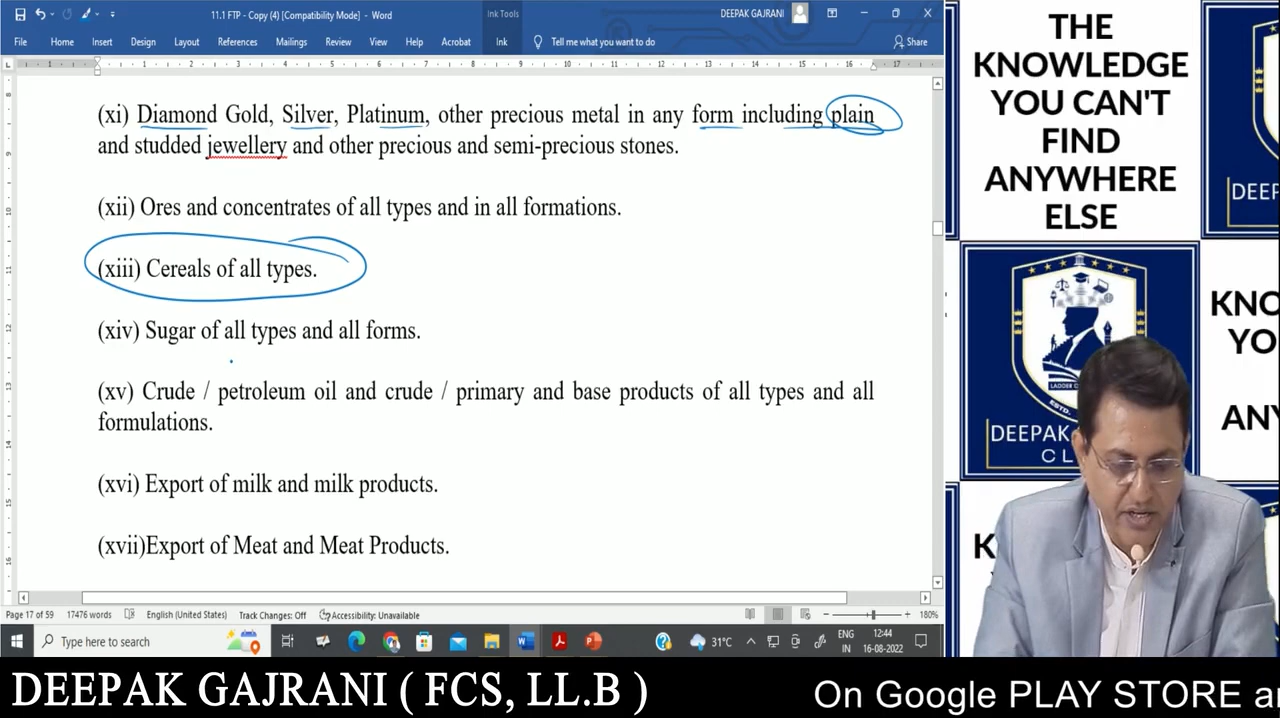 11.1 FTP - Copy (4) [Compatibility Mode] - Word
Ink Tools
DEEPAK GAJRANI
File Home Insert Design Layout References Mailings Review View Help Acrobat Ink Tell me what you want to do Share
(xi) Diamond Gold, Silver, Platinum, other precious metal in any form including plain
and studded jewellery and other precious and semi-precious stones.
(xii) Ores and concentrates of all types and in all formations.
(xiii) Cereals of all types.
(xiv) Sugar of all types and all forms.
(xv) Crude / petroleum oil and crude / primary and base products of all types and all
formulations.
(xvi) Export of milk and milk products.
(xvii)Export of Meat and Meat Products.
Page 17 of 59 17476 words English (United States) Track Changes: Off Accessibility: Unavailable 180%
Type here to search
31°C
ENG
IN
12:44
16-08-2022
THE
KNOWLEDGE
YOU CAN'T
FIND
ANYWHERE
ELSE
DEEP
DEEPAK
CL
KNO
YO
ANY
K
DEEPAK GAJRANI ( FCS, LL.B )
On Google PLAY STORE a